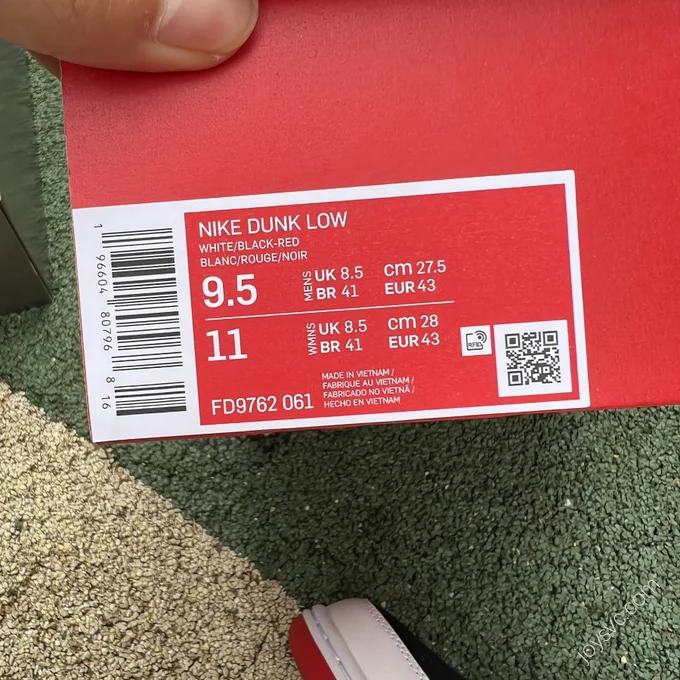 NIKE DUNK LOW
WHITE/BLACK-RED
BLANC/ROUGE/NOIR
9.5 MENS UK 8.5 cm 27.5
BR 41 EUR 43
11 WMNS UK 8.5 cm 28
BR 41 EUR 43
RFID
MADE IN VIETNAM /
FABRIQUE AU VIETNAM /
FABRICADO NO VIETNÃ /
HECHO EN VIETNAM
FD9762 061
1 96604 80796 8 16
joysvc.com